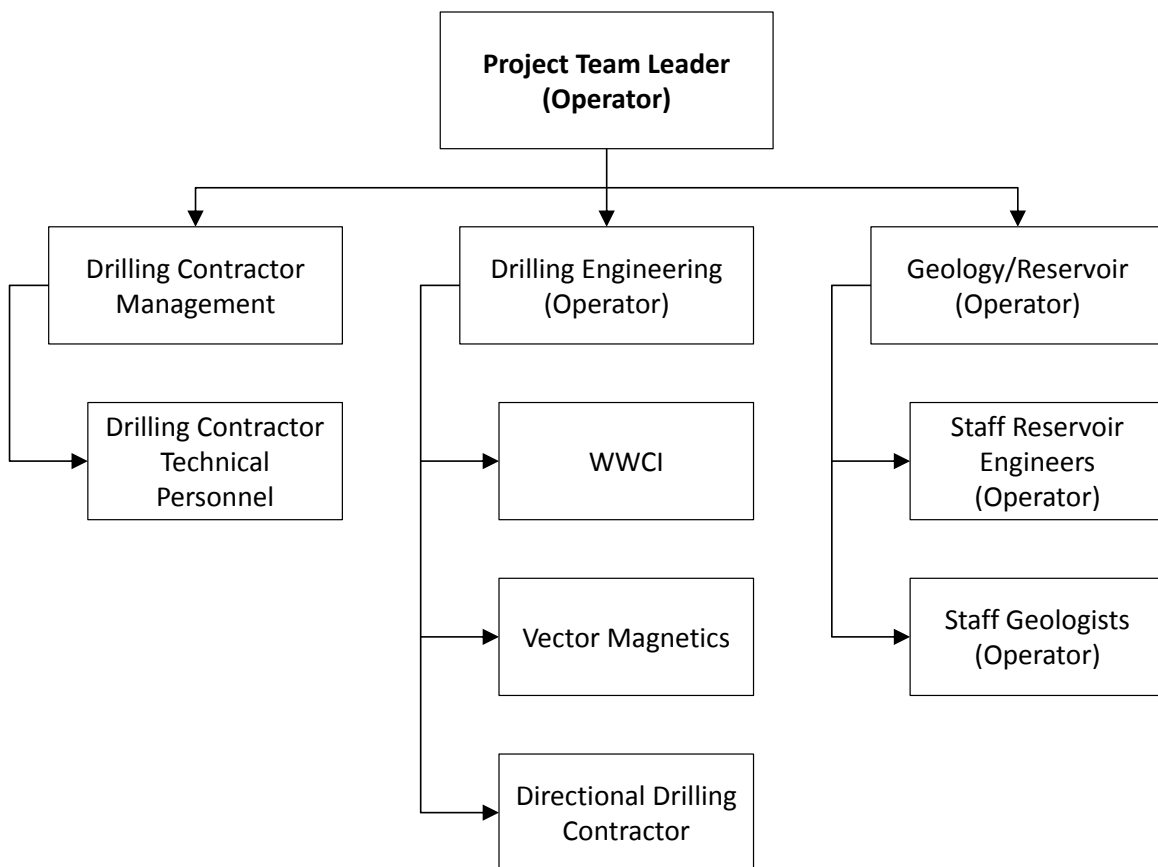 Project Team Leader
(Operator)
Drilling Contractor
Management
Drilling Engineering
(Operator)
Geology/Reservoir
(Operator)
Drilling Contractor
Technical
Personnel
WWCI
Staff Reservoir
Engineers
(Operator)
Vector Magnetics
Staff Geologists
(Operator)
Directional Drilling
Contractor